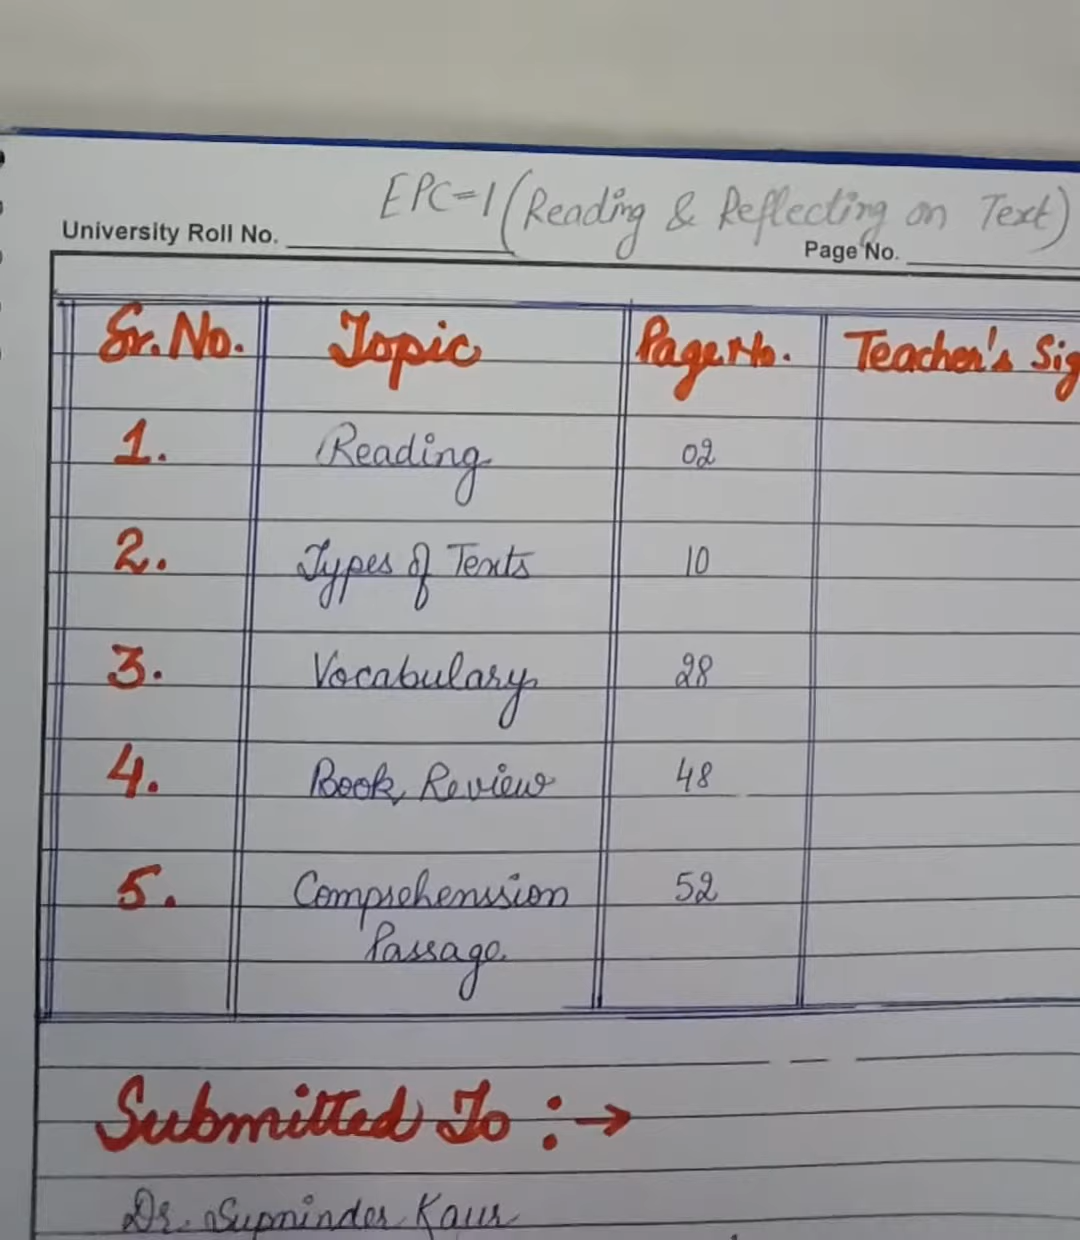 EPC-1 (Reading & Reflecting on Text)
University Roll No. Page No.
Sr. No. Topic Page No. Teacher's Sig
1. Reading 02
2. Types of Texts 10
3. Vocabulary 28
4. Book Review 48
5. Comprehenssion 52
Passage
Submitted To :→
Dr. Supninder Kaur